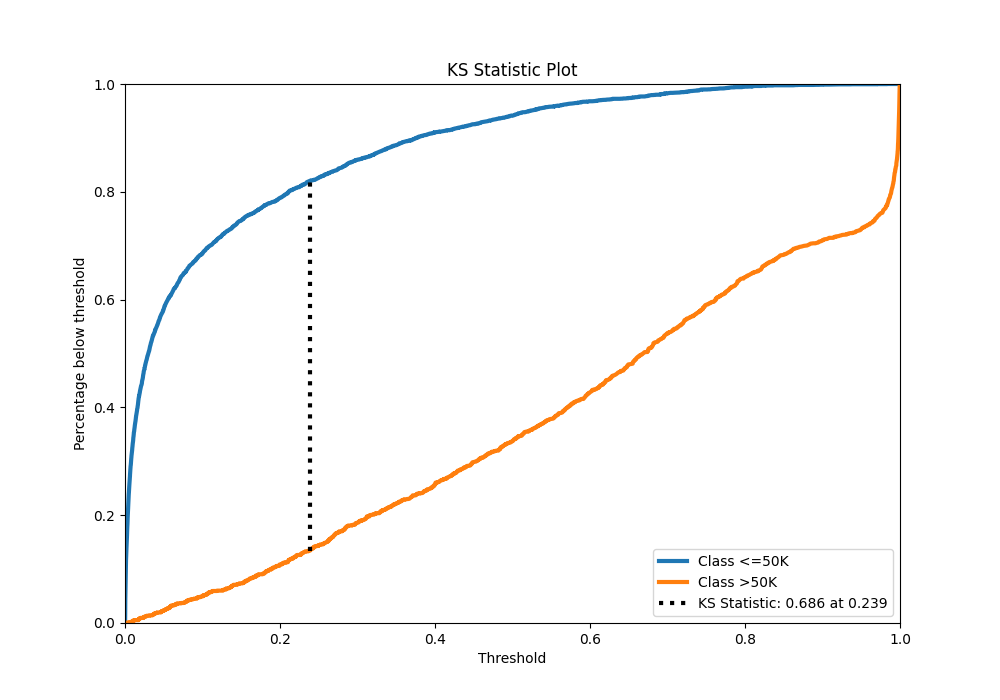 KS Statistic Plot
1.0
0.8
0.6
0.4
0.2
0.0
Percentage below threshold
0.0 0.2 0.4 0.6 0.8 1.0
Threshold
Class <=50K
Class >50K
KS Statistic: 0.686 at 0.239